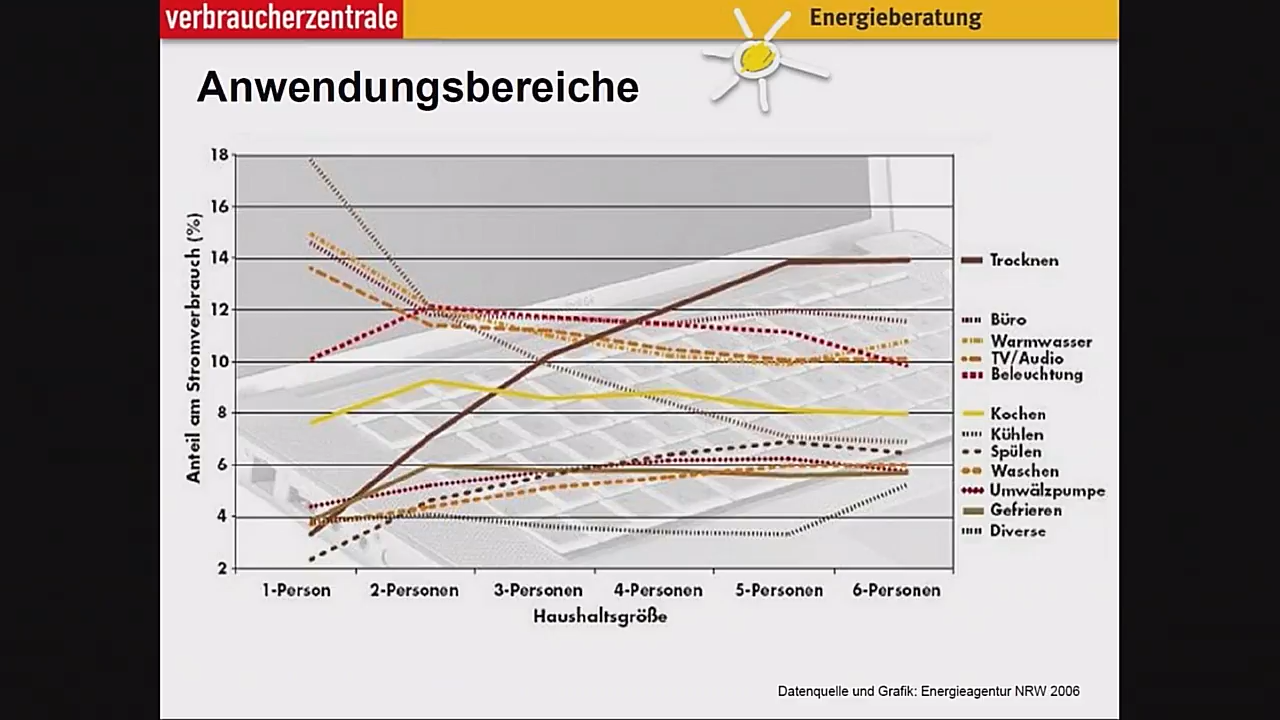 verbraucherzentrale
Energieberatung
Anwendungsbereiche
Anteil am Stromverbrauch (%)
18
16
14
12
10
8
6
4
2
1-Person 2-Personen 3-Personen 4-Personen 5-Personen 6-Personen
Haushaltsgröße
Trocknen
Büro
Warmwasser
TV/Audio
Beleuchtung
Kochen
Kühlen
Spülen
Waschen
Umwälzpumpe
Gefrieren
Diverse
Datenquelle und Grafik: Energieagentur NRW 2006